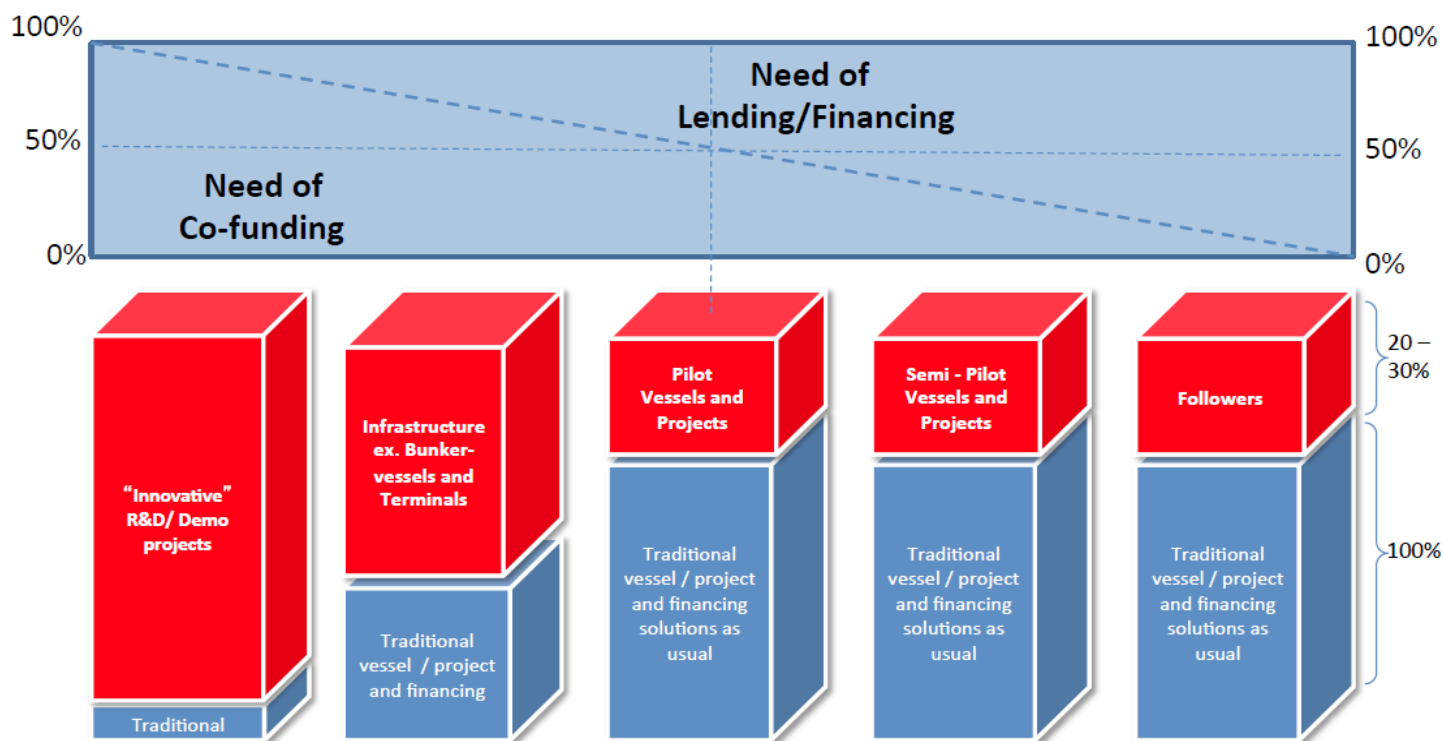 100%
100%
Need of
Lending/Financing
50%
50%
Need of
Co-funding
0%
0%
"Innovative"
R&D/ Demo
projects
Traditional
Infrastructure
ex. Bunker-
vessels and
Terminals
Traditional
vessel / project
and financing
Pilot
Vessels and
Projects
Traditional
vessel / project
and financing
solutions as
usual
Semi - Pilot
Vessels and
Projects
Traditional
vessel / project
and financing
solutions as
usual
Followers
Traditional
vessel / project
and financing
solutions as
usual
20 –
30%
100%